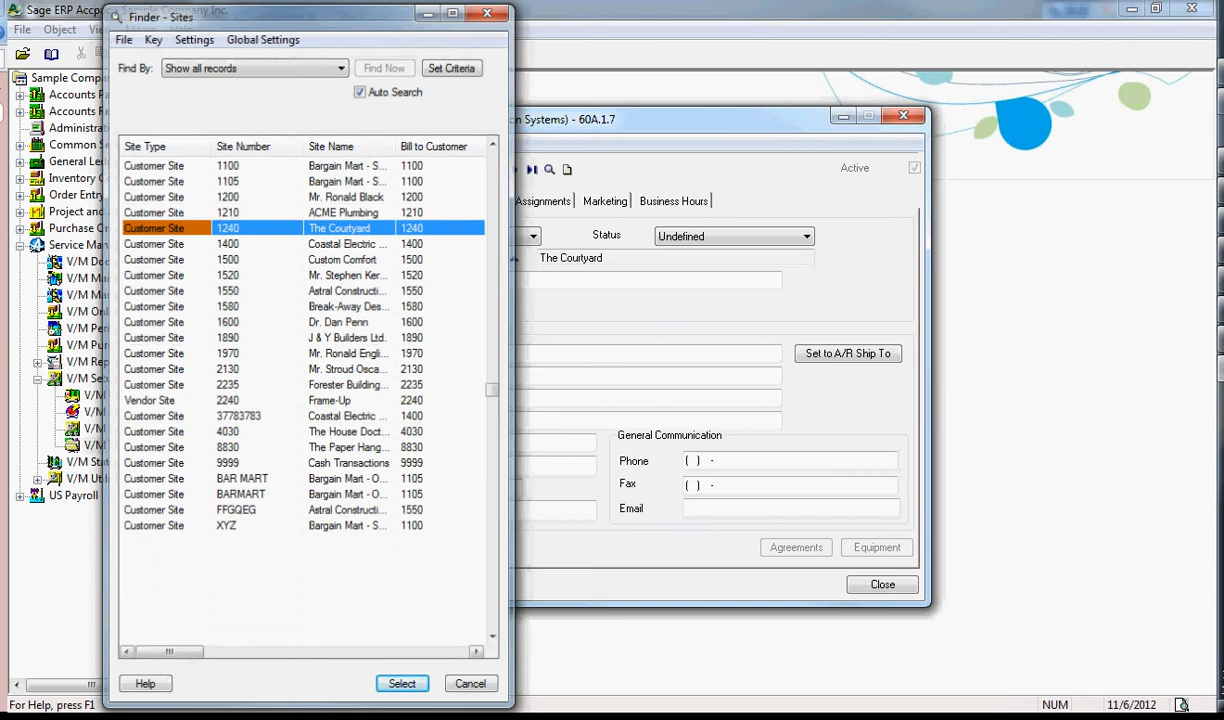 Sage ERP Accpac
File Object
Sample Compa
Accounts P
Accounts Re
Administra
Common S
General Led
Inventory C
Order Entry
Project and
Purchase O
Service Man
V/M Do
V/M Ma
V/M Ma
V/M Onl
V/M Per
V/M Pur
V/M Rep
V/M Set
V/M
V/M
V/M
V/M
V/M Stat
V/M Util
US Payroll
For Help, press F1
NUM 11/6/2012
Finder - Sites
File Key Settings Global Settings
Find By: Show all records Find Now Set Criteria
Auto Search
Site Type Site Number Site Name Bill to Customer
Customer Site 1100 Bargain Mart - S... 1100
Customer Site 1105 Bargain Mart - S... 1100
Customer Site 1200 Mr. Ronald Black 1200
Customer Site 1210 ACME Plumbing 1210
Customer Site 1240 The Courtyard 1240
Customer Site 1400 Coastal Electric ... 1400
Customer Site 1500 Custom Comfort 1500
Customer Site 1520 Mr. Stephen Ker... 1520
Customer Site 1550 Astral Constructi... 1550
Customer Site 1580 Break-Away Des... 1580
Customer Site 1600 Dr. Dan Penn 1600
Customer Site 1890 J & Y Builders Ltd. 1890
Customer Site 1970 Mr. Ronald Engli... 1970
Customer Site 2130 Mr. Stroud Osca... 2130
Customer Site 2235 Forester Building... 2235
Vendor Site 2240 Frame-Up 2240
Customer Site 37783783 Coastal Electric ... 1400
Customer Site 4030 The House Doct... 4030
Customer Site 8830 The Paper Hang... 8830
Customer Site 9999 Cash Transactions 9999
Customer Site BAR MART Bargain Mart - O... 1105
Customer Site BARMART Bargain Mart - O... 1105
Customer Site FFGQEG Astral Constructi... 1550
Customer Site XYZ Bargain Mart - S... 1100
Help Select Cancel
n Systems) - 60A.1.7
Active
Assignments Marketing Business Hours
Status Undefined
The Courtyard
Set to A/R Ship To
General Communication
Phone ( ) -
Fax ( ) -
Email
Agreements Equipment
Close